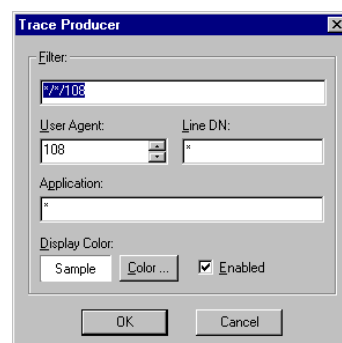 Trace Producer
Filter:
*/*/108
User Agent: Line DN:
108 *
Application:
*
Display Color:
Sample Color ... Enabled
OK Cancel